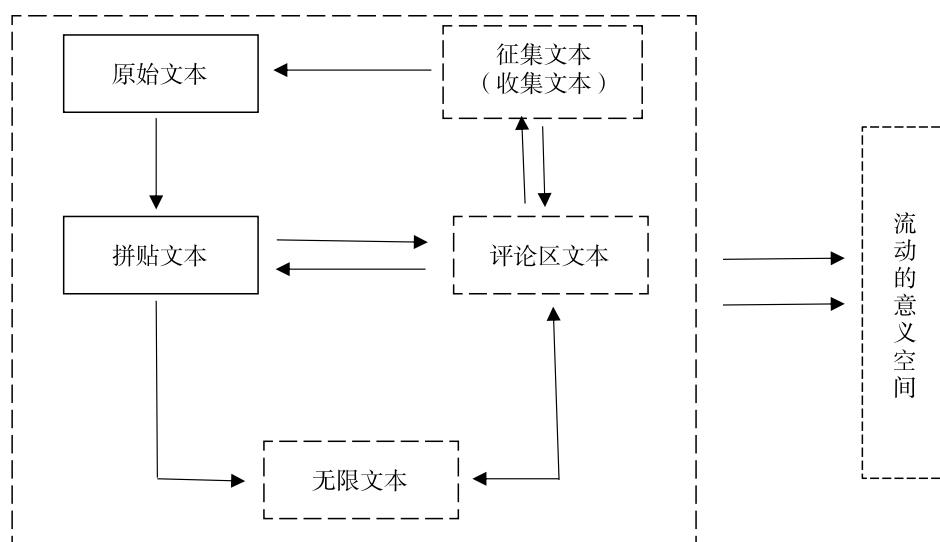 原始文本
征集文本
（收集文本）
拼贴文本
评论区文本
无限文本
流动的意义空间